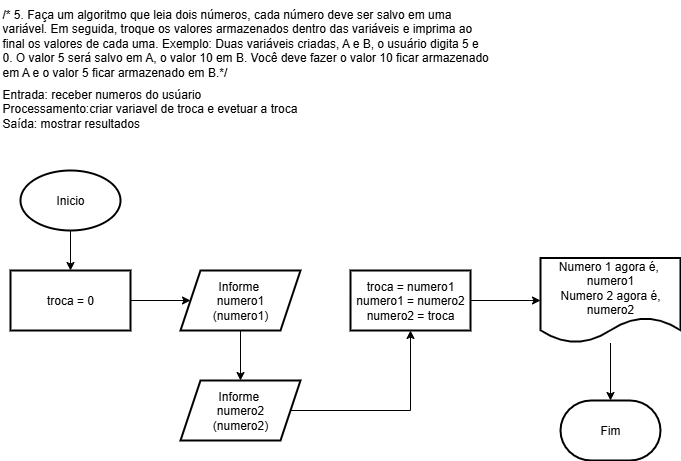 /* 5. Faça um algoritmo que leia dois números, cada número deve ser salvo em uma
variável. Em seguida, troque os valores armazenados dentro das variáveis e imprima ao
final os valores de cada uma. Exemplo: Duas variáveis criadas, A e B, o usuário digita 5 e
0. O valor 5 será salvo em A, o valor 10 em B. Você deve fazer o valor 10 ficar armazenado
em A e o valor 5 ficar armazenado em B.*/
Entrada: receber numeros do usúario
Processamento:criar variavel de troca e evetuar a troca
Saída: mostrar resultados
Inicio
troca = 0
Informe
numero1
(numero1)
Informe
numero2
(numero2)
troca = numero1
numero1 = numero2
numero2 = troca
Numero 1 agora é,
numero1
Numero 2 agora é,
numero2
Fim